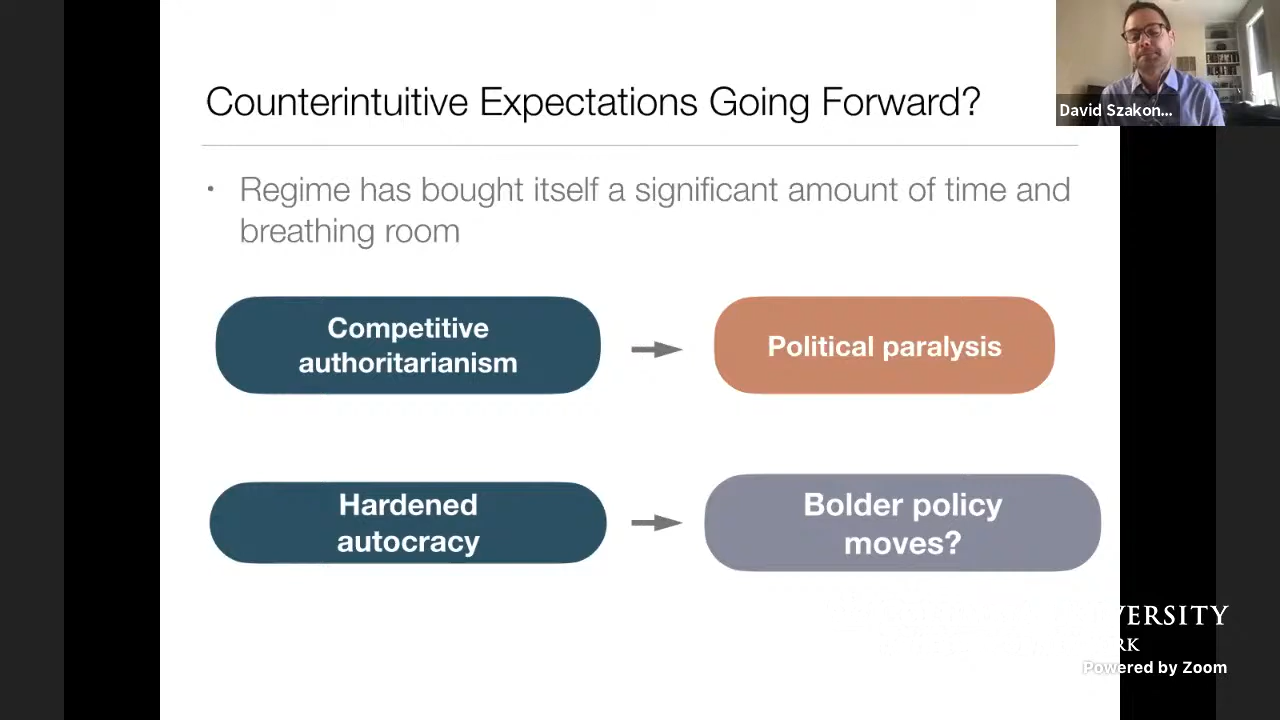 Counterintuitive Expectations Going Forward?
David Szakon...
• Regime has bought itself a significant amount of time and
breathing room
Competitive
authoritarianism
Political paralysis
Hardened
autocracy
Bolder policy
moves?
VERSITY
RK
Powered by Zoom